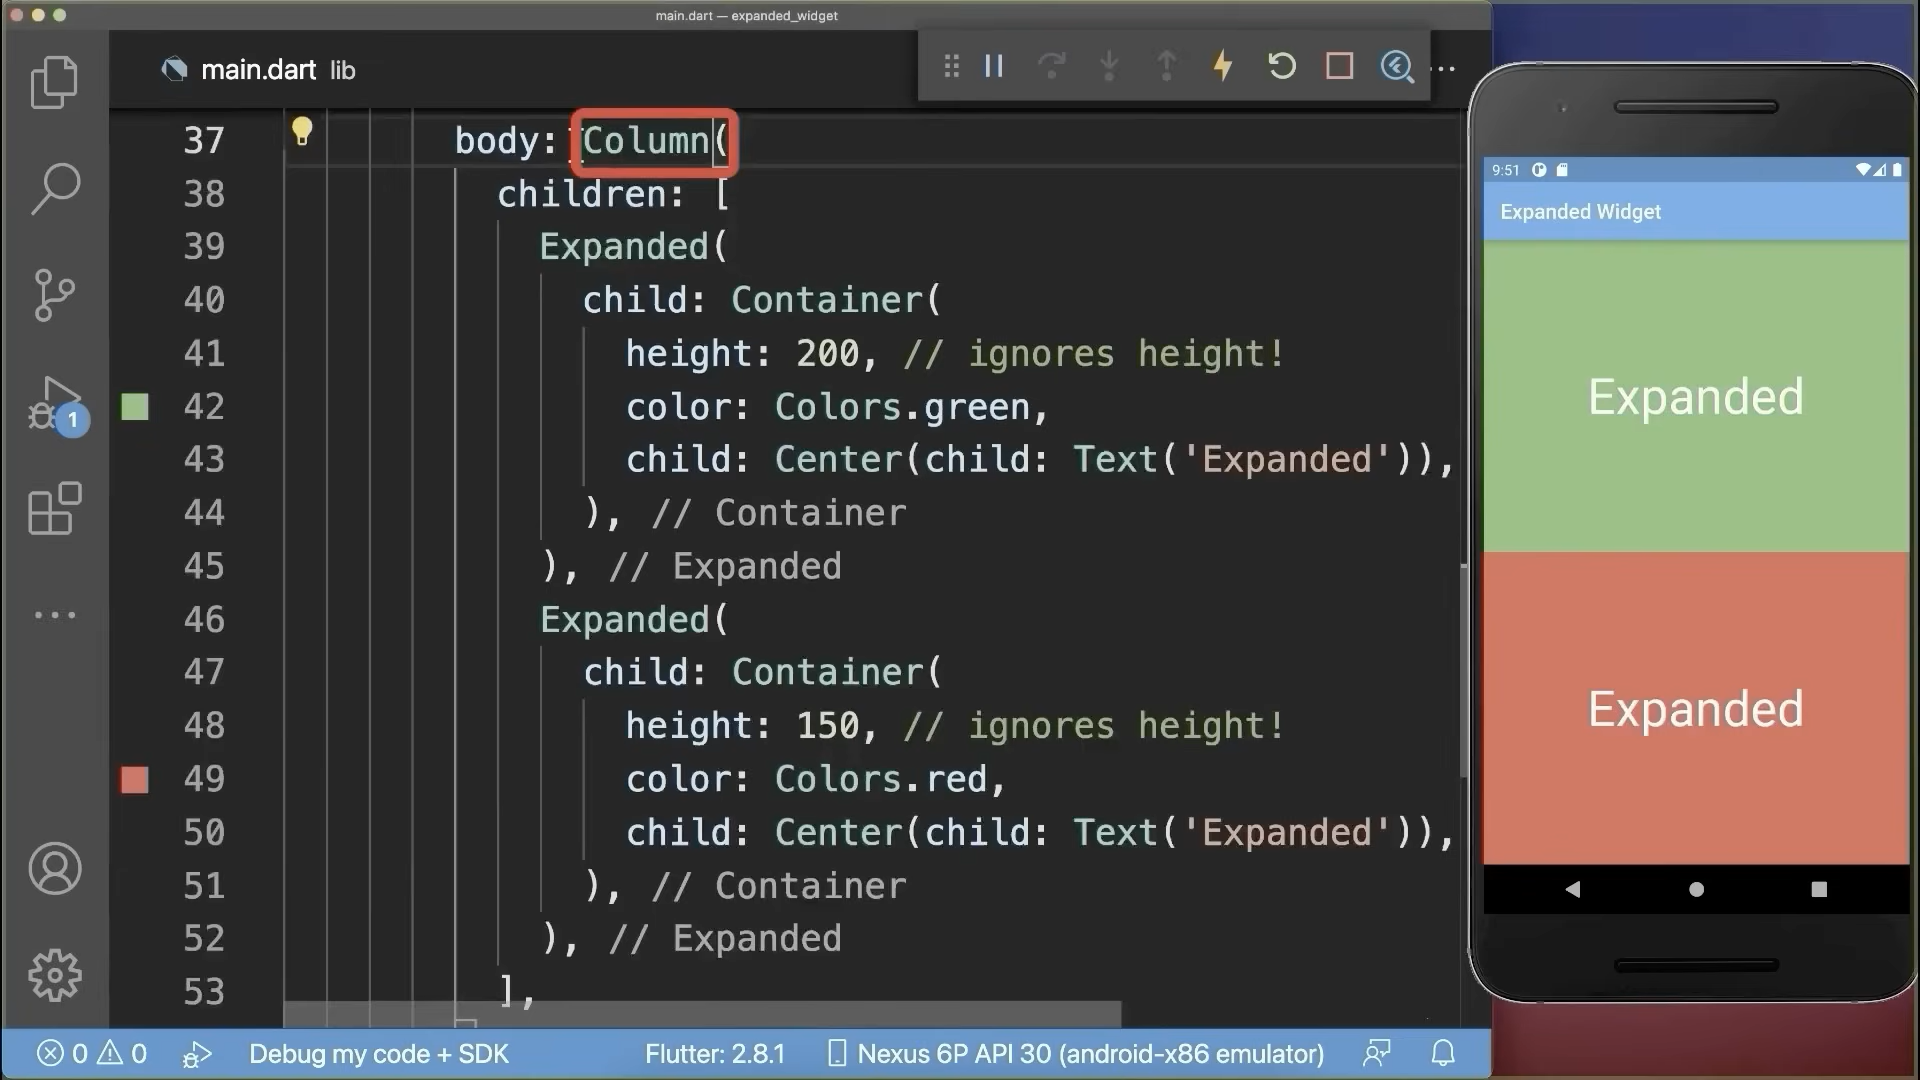 main.dart — expanded_widget
main.dart lib
37 body: Column(
38 children: [
39 Expanded(
40 child: Container(
41 height: 200, // ignores height!
42 color: Colors.green,
43 child: Center(child: Text('Expanded')),
44 ), // Container
45 ), // Expanded
46 Expanded(
47 child: Container(
48 height: 150, // ignores height!
49 color: Colors.red,
50 child: Center(child: Text('Expanded')),
51 ), // Container
52 ), // Expanded
53 ],
1
0 0 Debug my code + SDK Flutter: 2.8.1 Nexus 6P API 30 (android-x86 emulator)
9:51
Expanded Widget
Expanded
Expanded